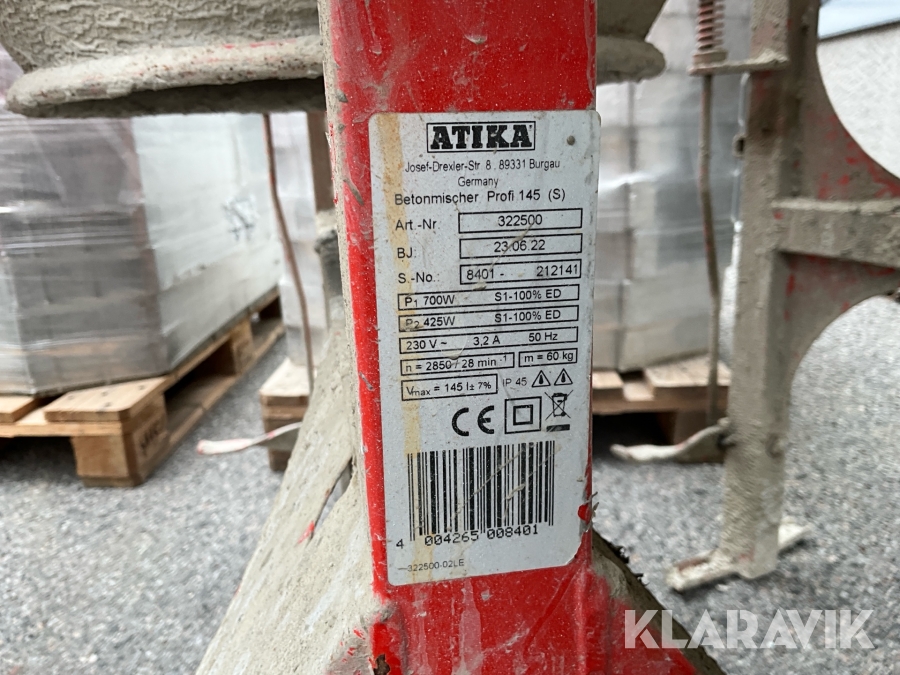 ATIKA
Josef-Drexler-Str 8 . 89331 Burgau
Germany
Betonmischer Profi 145 (S)
Art.-Nr 322500
BJ: 23.06.22
S.-No.: 8401 - 212141
P1 700W S1-100% ED
P2 425W S1-100% ED
230 V ~ 3,2 A 50 Hz
n = 2850 / 28 min -1 m = 60 kg
Vmax = 145 l ± 7% IP 45
CE
4 004265 008401
322500-02LE
KLARAVIK